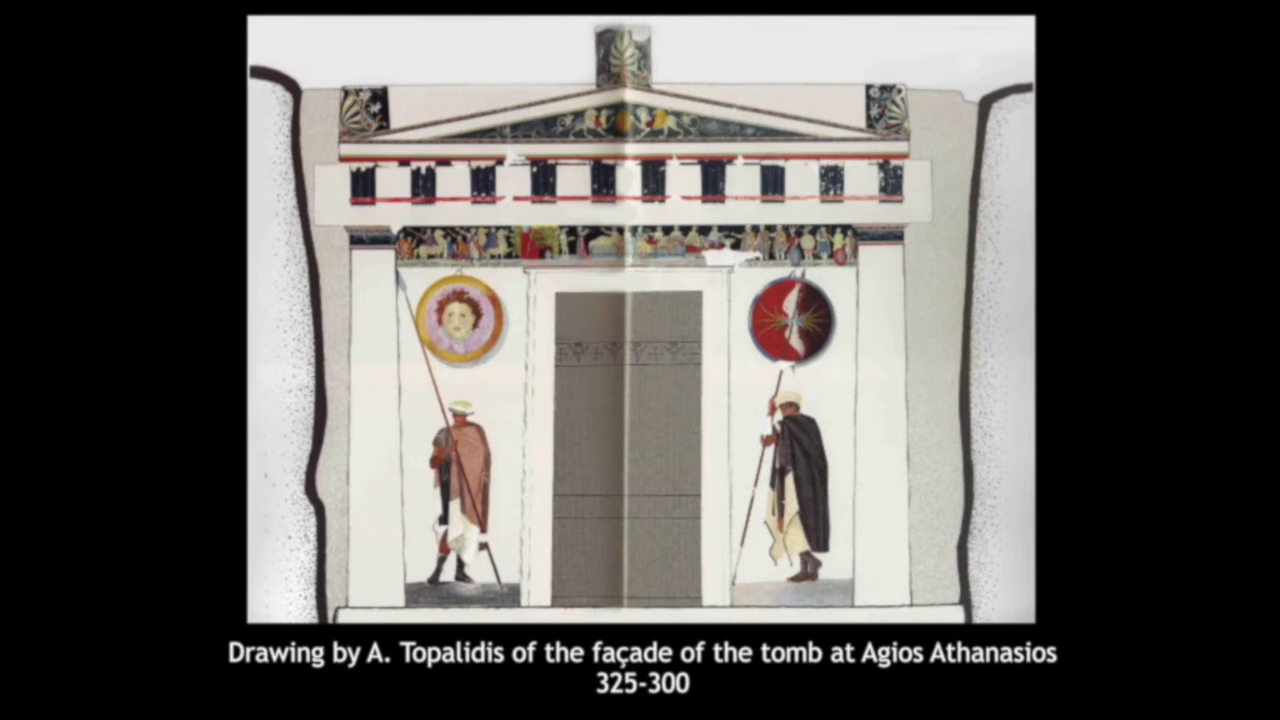 Drawing by A. Topalidis of the façade of the tomb at Agios Athanasios
325-300